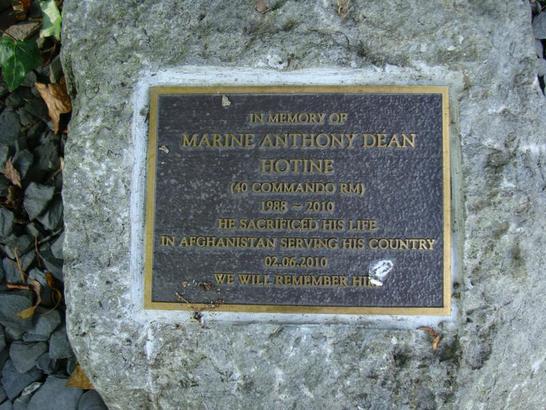 IN MEMORY OF
MARINE ANTHONY DEAN
HOTINE
(40 COMMANDO RM)
1988 ~ 2010
HE SACRIFICED HIS LIFE
IN AFGHANISTAN SERVING HIS COUNTRY
02.06.2010
WE WILL REMEMBER HIM